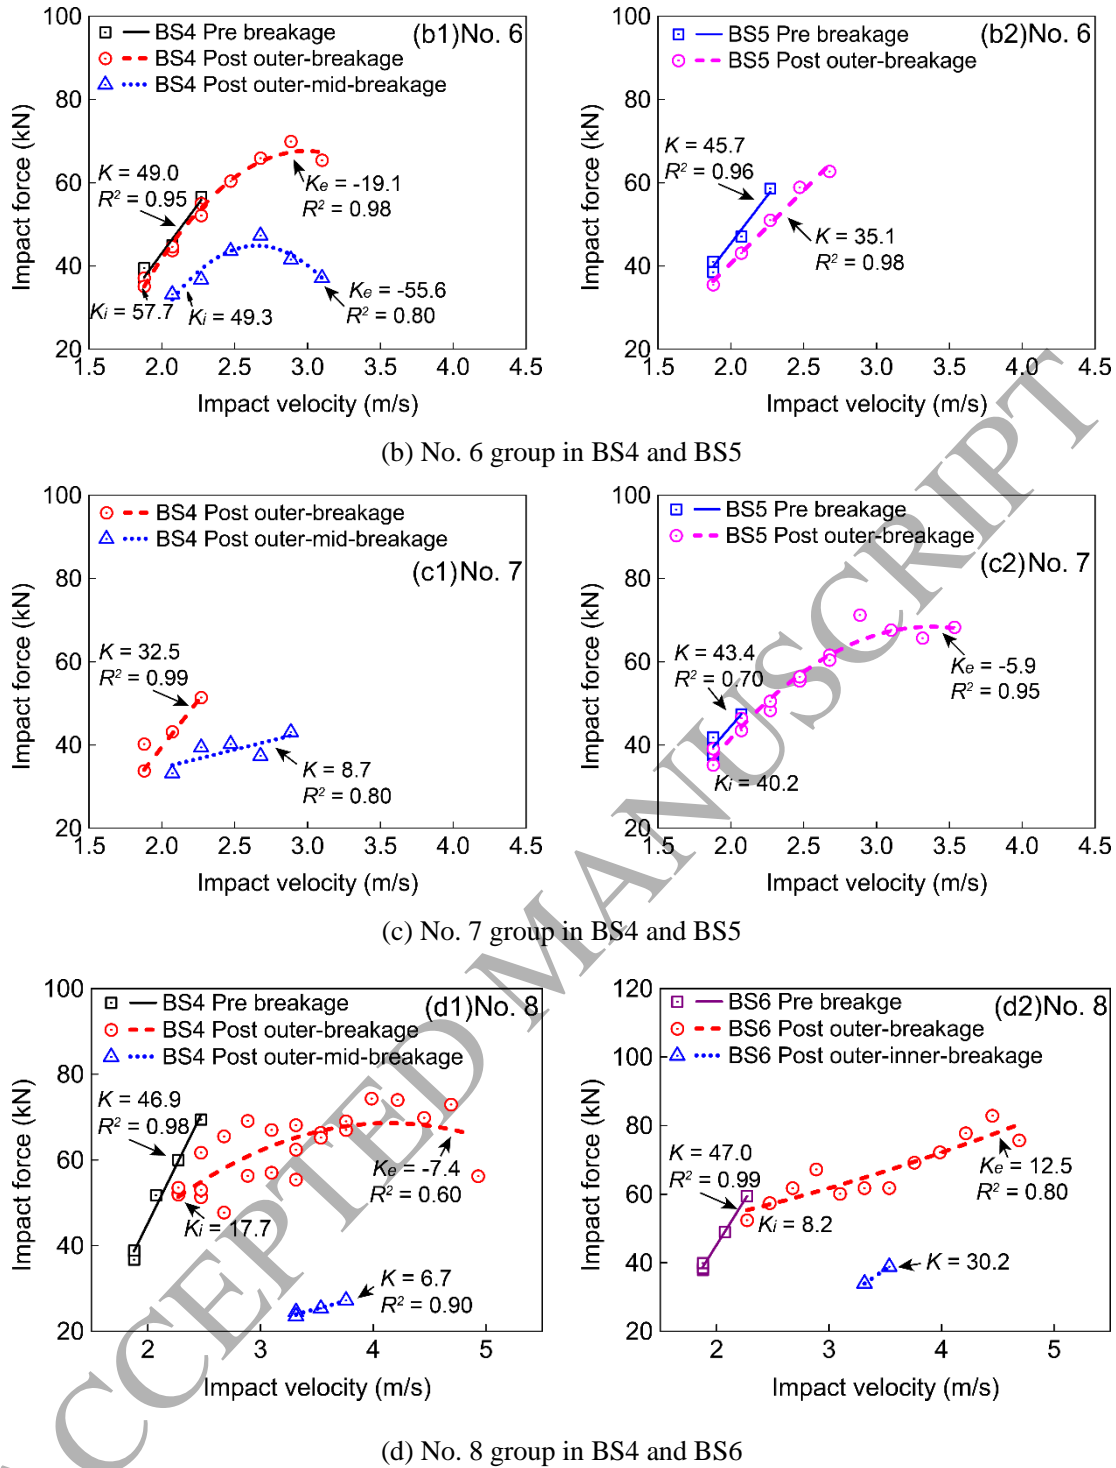 BS4 Pre breakage
(b1)No. 6
BS4 Post outer-breakage
BS4 Post outer-mid-breakage
K = 49.0
R² = 0.95
Ke = -19.1
R² = 0.98
Ki = 57.7
Ki = 49.3
Ke = -55.6
R² = 0.80
Impact force (kN)
100
80
60
40
20
1.5 2.0 2.5 3.0 3.5 4.0 4.5
Impact velocity (m/s)
BS5 Pre breakage
(b2)No. 6
BS5 Post outer-breakage
K = 45.7
R² = 0.96
K = 35.1
R² = 0.98
Impact force (kN)
100
80
60
40
20
1.5 2.0 2.5 3.0 3.5 4.0 4.5
Impact velocity (m/s)
(b) No. 6 group in BS4 and BS5
BS4 Post outer-breakage
BS4 Post outer-mid-breakage
(c1)No. 7
K = 32.5
R² = 0.99
K = 8.7
R² = 0.80
Impact force (kN)
100
80
60
40
20
1.5 2.0 2.5 3.0 3.5 4.0 4.5
Impact velocity (m/s)
BS5 Pre breakage
BS5 Post outer-breakage
(c2)No. 7
K = 43.4
R² = 0.70
Ke = -5.9
R² = 0.95
Ki = 40.2
Impact force (kN)
100
80
60
40
20
1.5 2.0 2.5 3.0 3.5 4.0 4.5
Impact velocity (m/s)
(c) No. 7 group in BS4 and BS5
BS4 Pre breakage
(d1)No. 8
BS4 Post outer-breakage
BS4 Post outer-mid-breakage
K = 46.9
R² = 0.98
Ke = -7.4
R² = 0.60
Ki = 17.7
K = 6.7
R² = 0.90
Impact force (kN)
100
80
60
40
20
2 3 4 5
Impact velocity (m/s)
BS6 Pre breakge
(d2)No. 8
BS6 Post outer-breakage
BS6 Post outer-inner-breakage
K = 47.0
R² = 0.99
Ke = 12.5
R² = 0.80
Ki = 8.2
K = 30.2
Impact force (kN)
120
100
80
60
40
20
2 3 4 5
Impact velocity (m/s)
(d) No. 8 group in BS4 and BS6
CCEPTED MANUSCRIPT